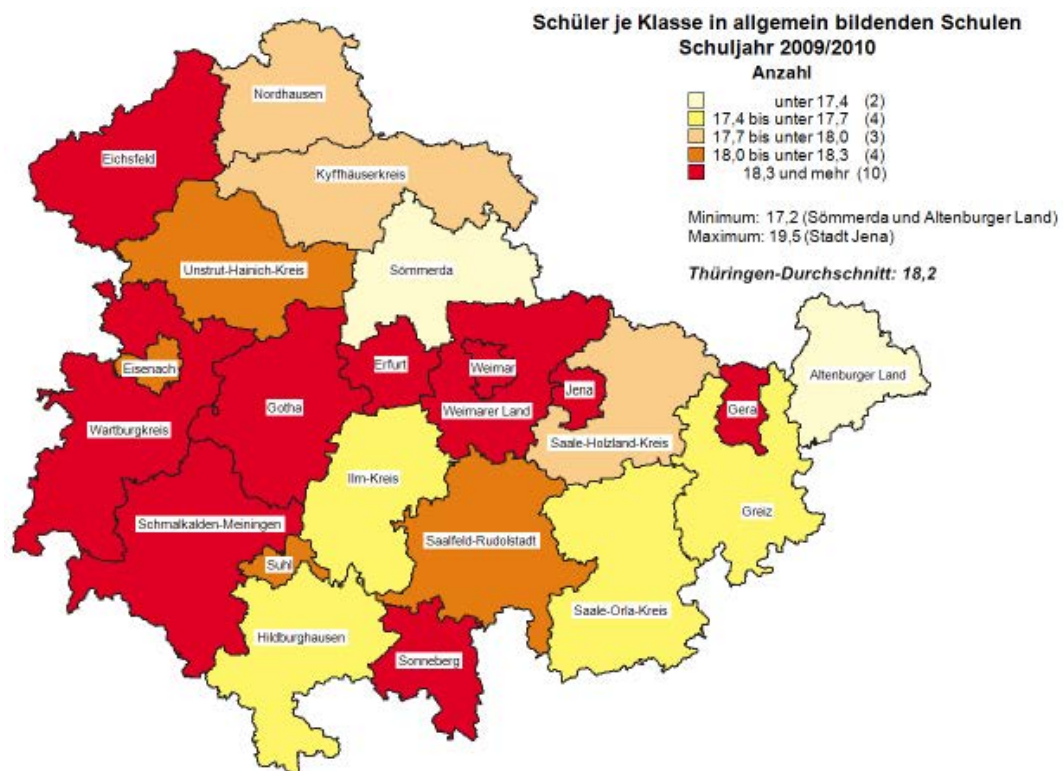 Schüler je Klasse in allgemein bildenden Schulen
Schuljahr 2009/2010
Anzahl
unter 17,4 (2)
17,4 bis unter 17,7 (4)
17,7 bis unter 18,0 (3)
18,0 bis unter 18,3 (4)
18,3 und mehr (10)
Minimum: 17,2 (Sömmerda und Altenburger Land)
Maximum: 19,5 (Stadt Jena)
Thüringen-Durchschnitt: 18,2
Nordhausen
Eichsfeld
Kyffhäuserkreis
Unstrut-Hainich-Kreis
Sömmerda
Eisenach
Erfurt
Weimar
Altenburger Land
Jena
Gotha
Weimarer Land
Gera
Wartburgkreis
Saale-Holzland-Kreis
Ilm-Kreis
Greiz
Schmalkalden-Meiningen
Saalfeld-Rudolstadt
Suhl
Saale-Orla-Kreis
Hildburghausen
Sonneberg